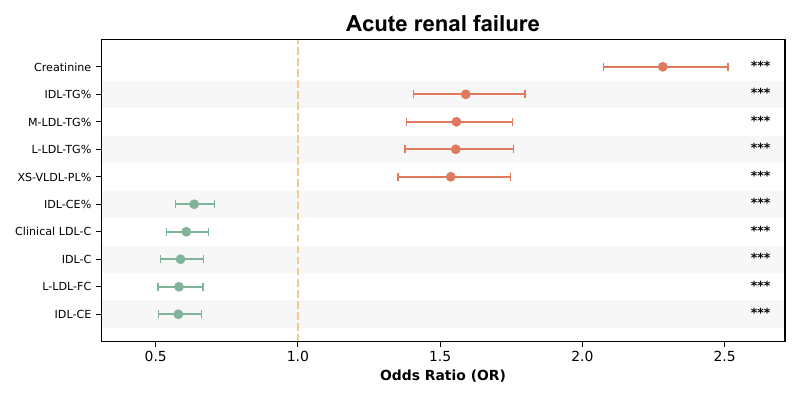 Acute renal failure
Creatinine ***
IDL-TG% ***
M-LDL-TG% ***
L-LDL-TG% ***
XS-VLDL-PL% ***
IDL-CE% ***
Clinical LDL-C ***
IDL-C ***
L-LDL-FC ***
IDL-CE ***
0.5 1.0 1.5 2.0 2.5
Odds Ratio (OR)